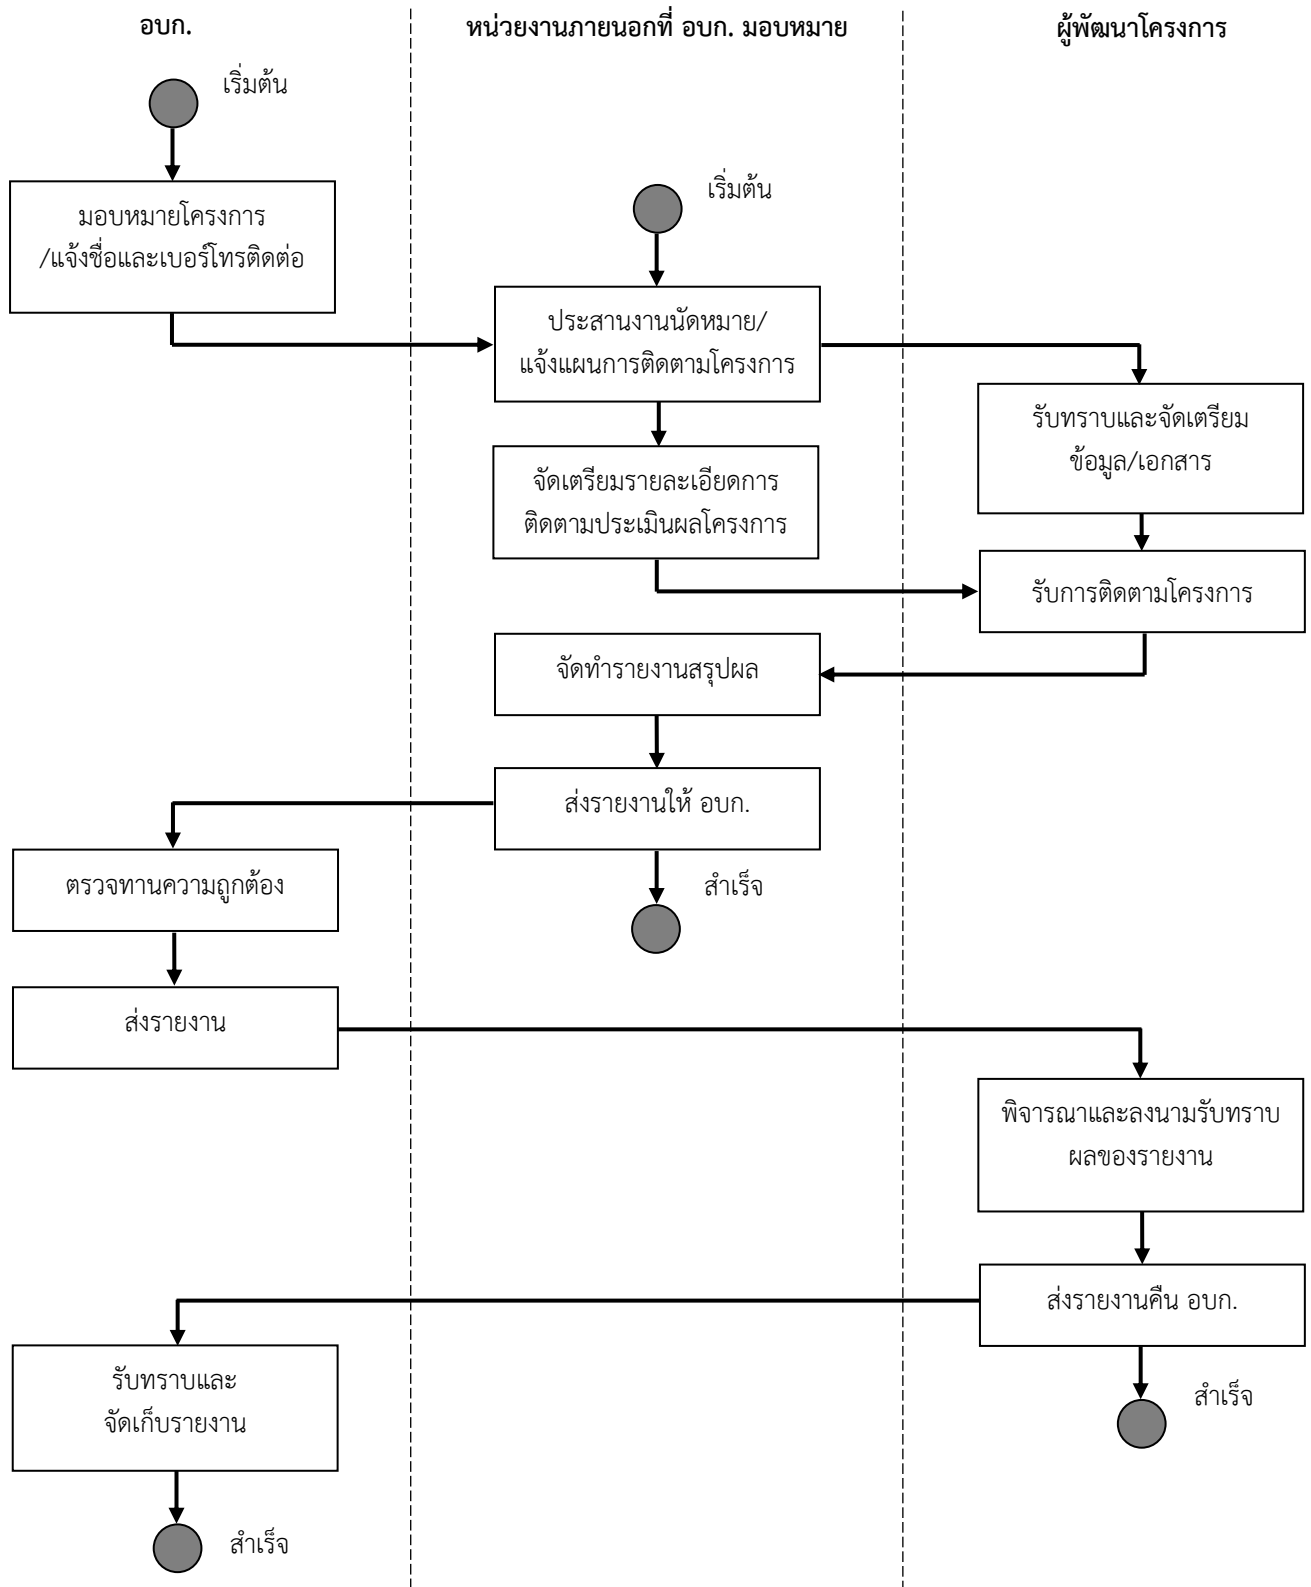 อบก.
หน่วยงานภายนอกที่ อบก. มอบหมาย
ผู้พัฒนาโครงการ
เริ่มต้น
มอบหมายโครงการ
/แจ้งชื่อและเบอร์โทรติดต่อ
เริ่มต้น
ประสานงานนัดหมาย/
แจ้งแผนการติดตามโครงการ
รับทราบและจัดเตรียม
ข้อมูล/เอกสาร
จัดเตรียมรายละเอียดการ
ติดตามประเมินผลโครงการ
รับการติดตามโครงการ
จัดทำรายงานสรุปผล
ส่งรายงานให้ อบก.
ตรวจทานความถูกต้อง
สำเร็จ
ส่งรายงาน
พิจารณาและลงนามรับทราบ
ผลของรายงาน
ส่งรายงานคืน อบก.
รับทราบและ
จัดเก็บรายงาน
สำเร็จ
สำเร็จ